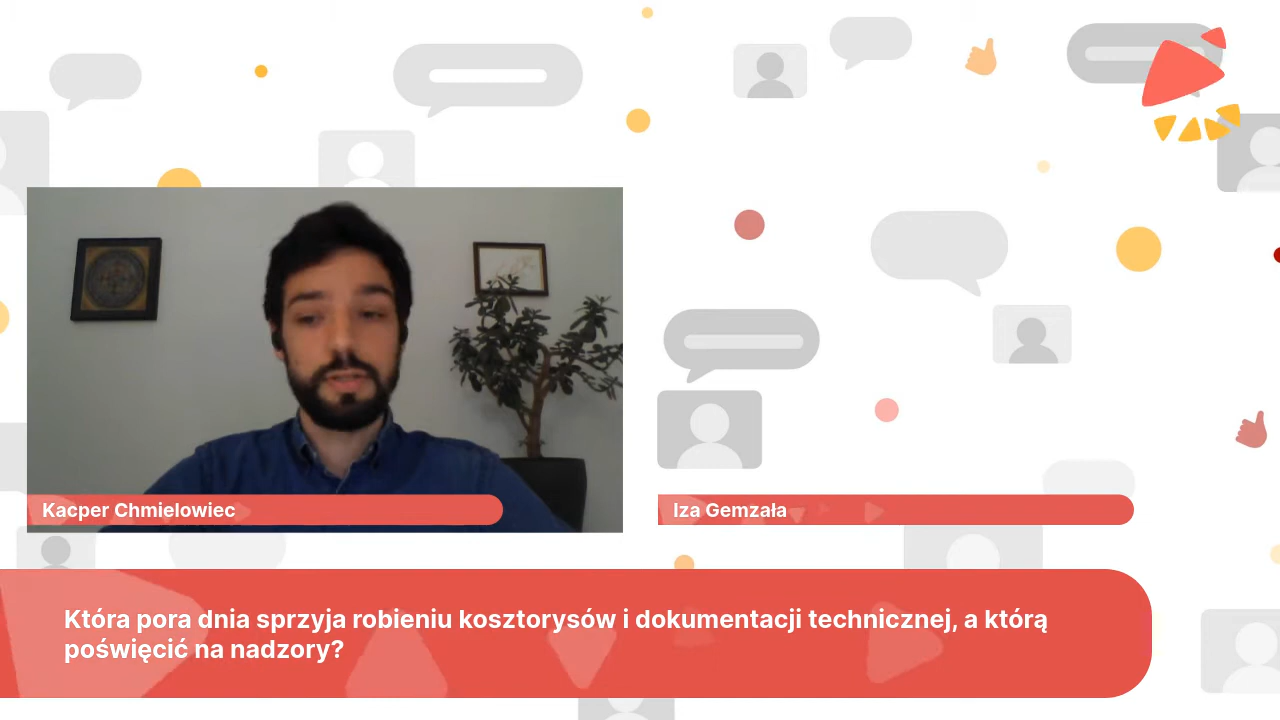 Kacper Chmielowiec
Iza Gemzała
Która pora dnia sprzyja robieniu kosztorysów i dokumentacji technicznej, a którą
poświęcić na nadzory?